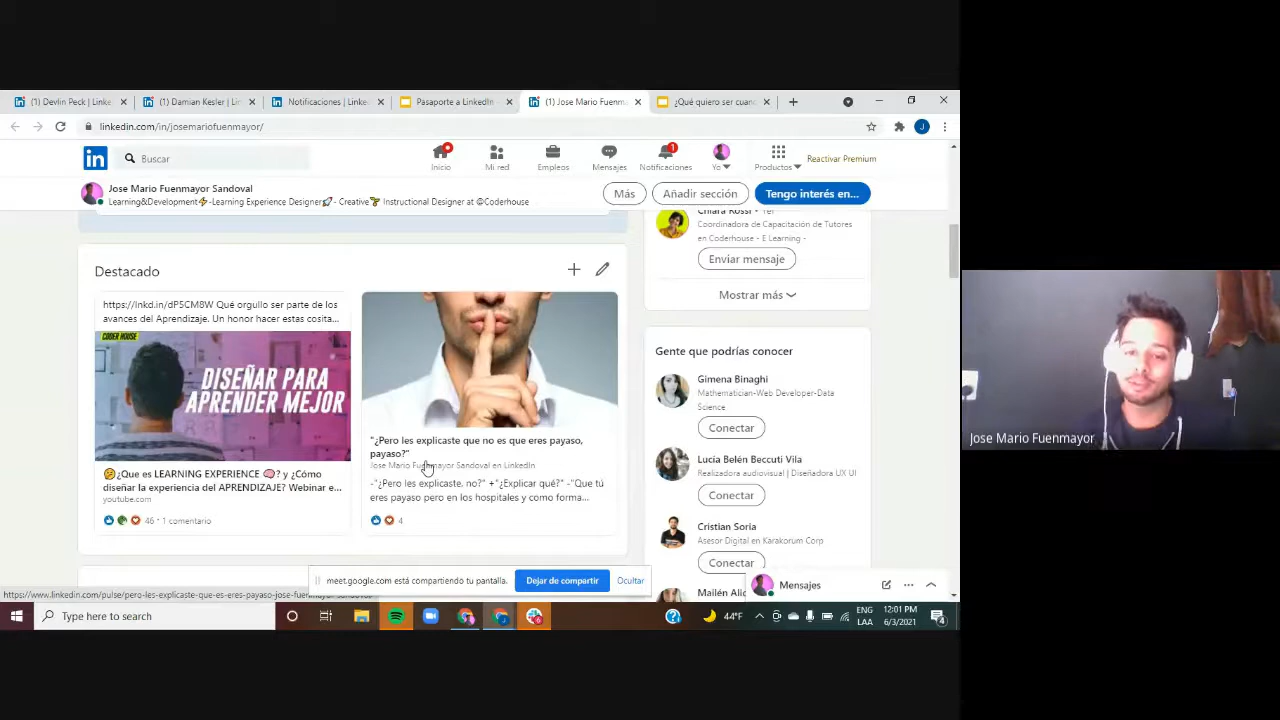 (1) Devlin Peck | Linke
(1) Damian Kesler | Lin
Notificaciones | Linke
Pasaporte a LinkedIn
(1) Jose Mario Fuenm
¿Qué quiero ser cuan
linkedin.com/in/josemariofuenmayor/
in
Buscar
Inicio
Mi red
Empleos
Mensajes
1
Notificaciones
Yo
Productos
Reactivar Premium
Jose Mario Fuenmayor Sandoval
Learning&Development⚡-Learning Experience Designer🚀- Creative Instructional Designer at @Coderhouse
Más
Añadir sección
Tengo interés en...
Destacado
https://lnkd.in/dP5CM8W Qué orgullo ser parte de los
avances del Aprendizaje. Un honor hacer estas cosita...
CODER HOUSE
DISEÑAR PARA
APRENDER MEJOR
🤔¿Que es LEARNING EXPERIENCE 🧠? y ¿Cómo
diseñar la experiencia del APRENDIZAJE? Webinar e...
youtube.com
46 · 1 comentario
"¿Pero les explicaste que no es que eres payaso,
payaso?"
Jose Mario Fuenmayor Sandoval en LinkedIn
-"¿Pero les explicaste, no?" +"¿Explicar qué?" -"Que tú
eres payaso pero en los hospitales y como forma...
4
Chiara Rossi • 1er
Coordinadora de Capacitación de Tutores
en Coderhouse - E Learning -
Enviar mensaje
Mostrar más
Gente que podrías conocer
Gimena Binaghi
Mathematician-Web Developer-Data
Science
Conectar
Lucía Belén Beccuti Vila
Realizadora audiovisual | Diseñadora UX UI
Conectar
Cristian Soria
Asesor Digital en Karakorum Corp
Conectar
Mailén Alic
Mensajes
meet.google.com está compartiendo tu pantalla.
Dejar de compartir
Ocultar
https://www.linkedin.com/pulse/pero-les-explicaste-que-es-eres-payaso-jose-fuenmayor-sandoval
Type here to search
44°F
ENG
LAA
12:01 PM
6/3/2021
4
Jose Mario Fuenmayor